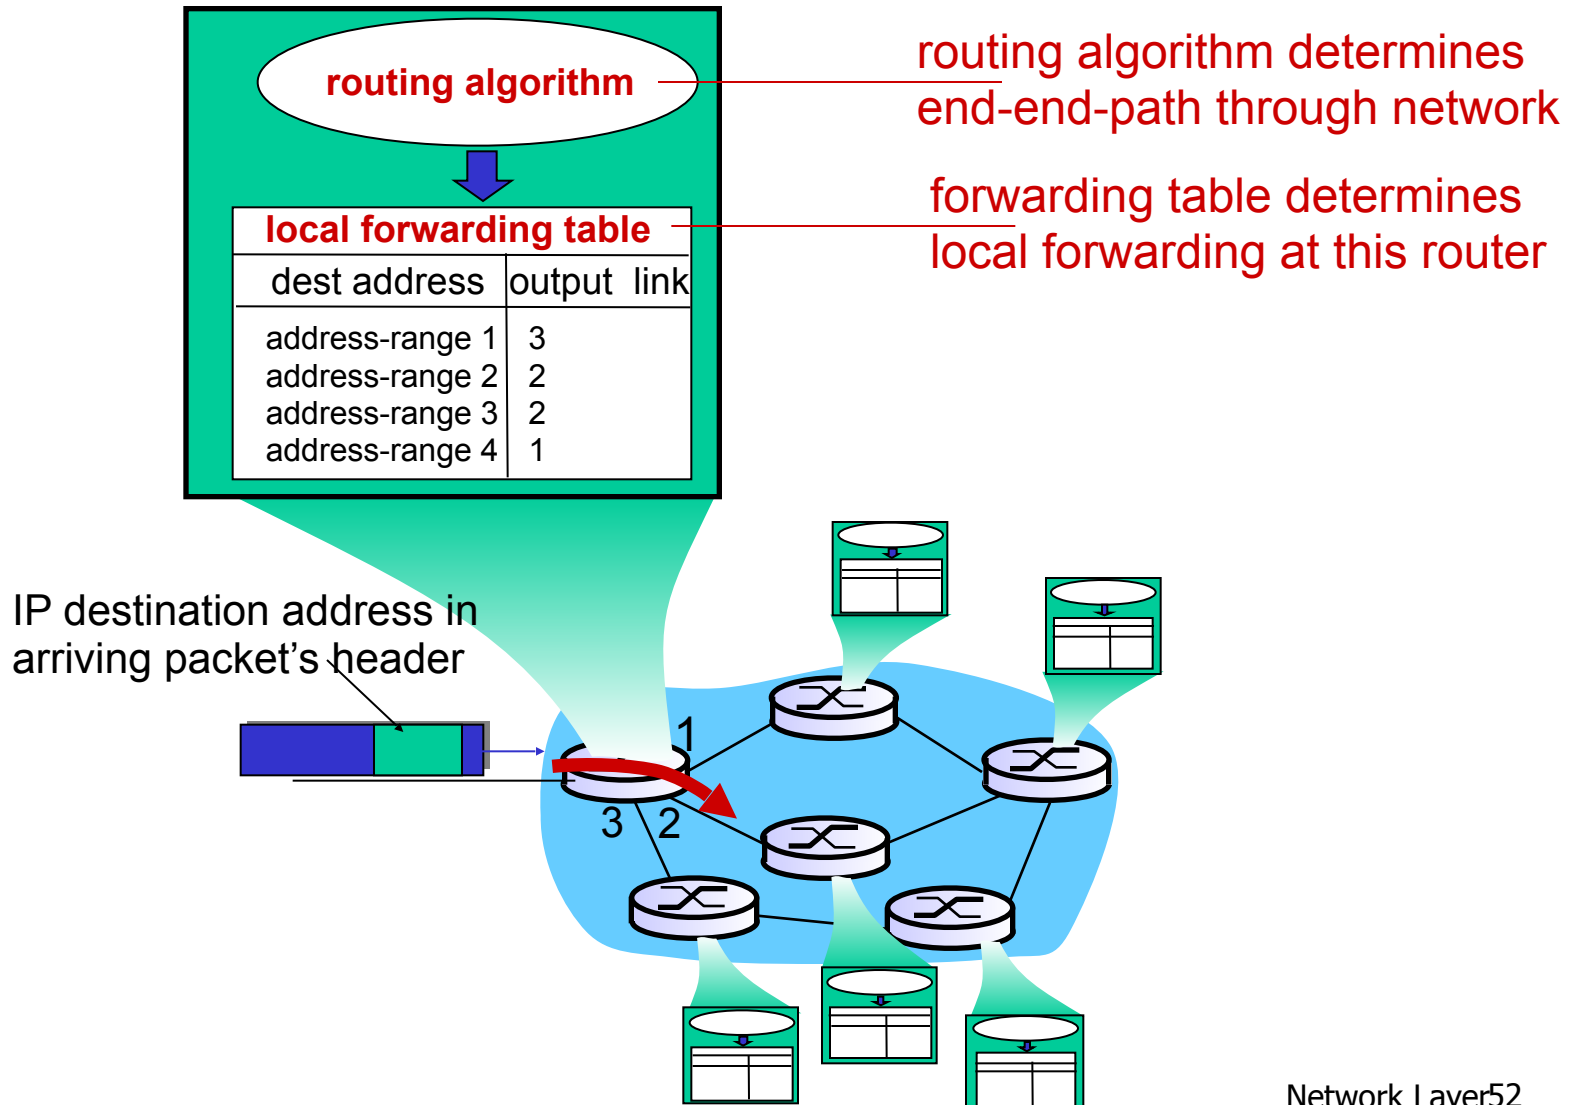 routing algorithm
routing algorithm determines
end-end-path through network
forwarding table determines
local forwarding at this router
local forwarding table
dest address output link
address-range 1 3
address-range 2 2
address-range 3 2
address-range 4 1
IP destination address in
arriving packet’s header
1
3 2
Network Layer52